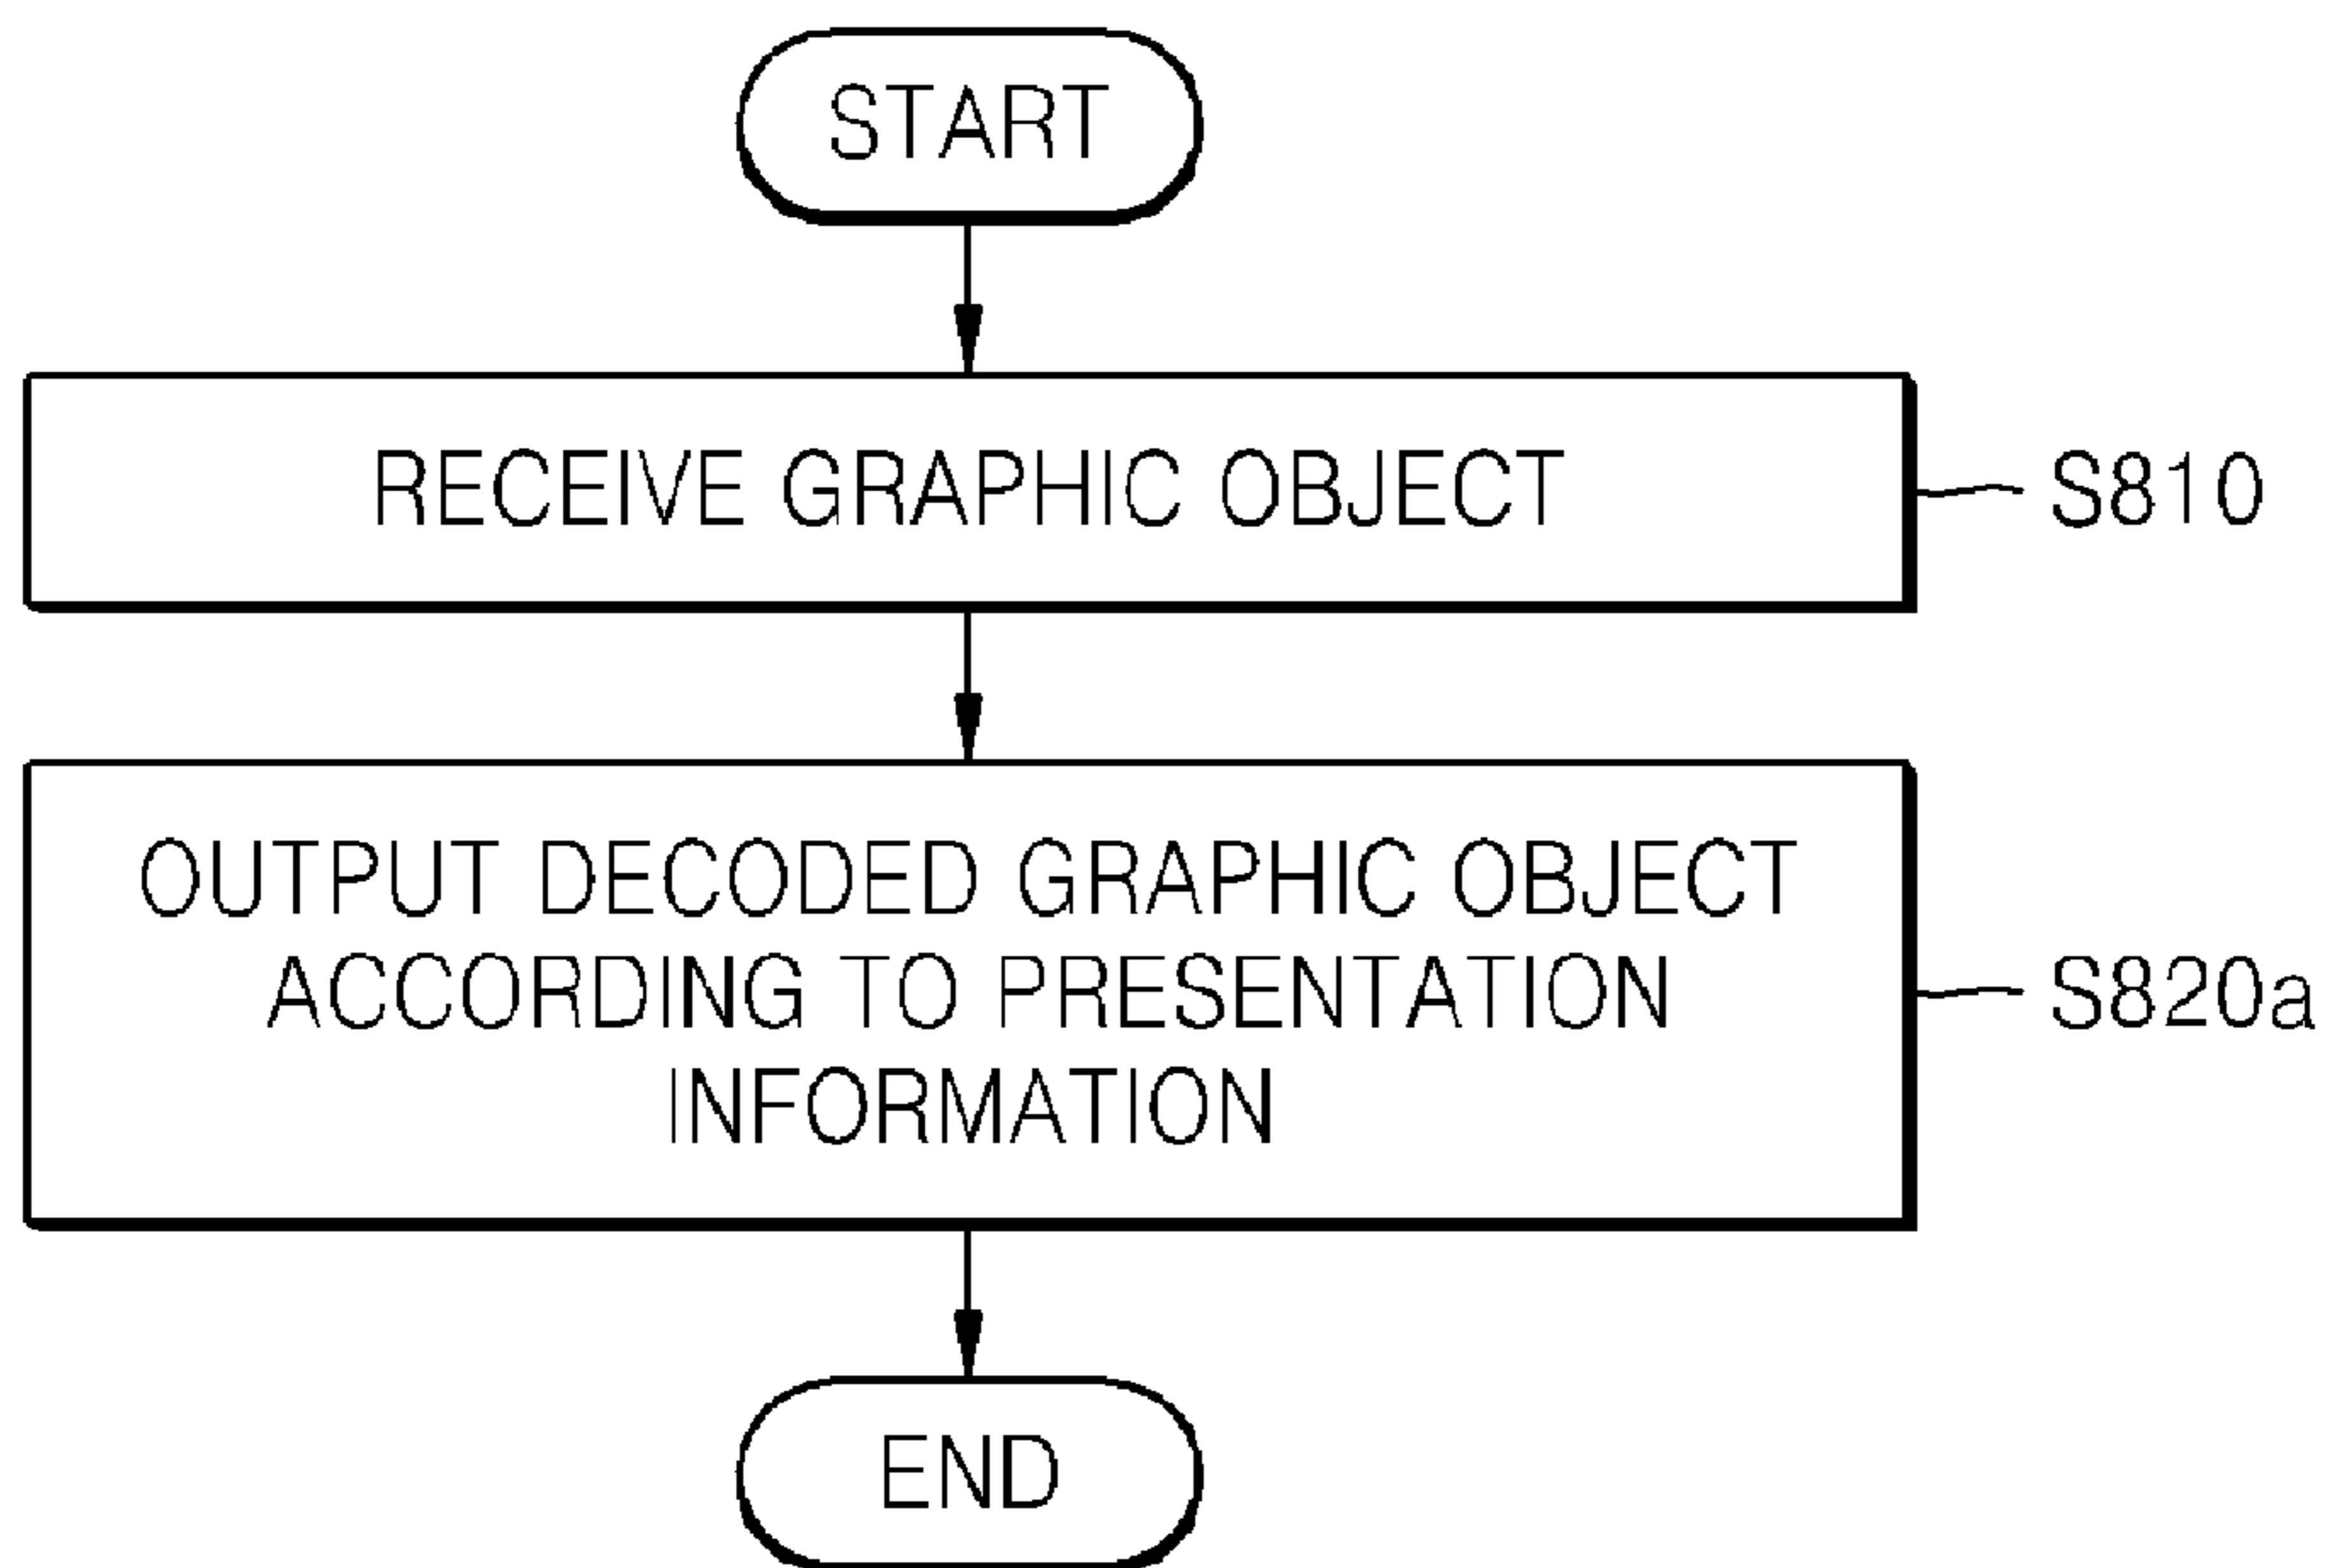 START
RECEIVE GRAPHIC OBJECT
S810
OUTPUT DECODED GRAPHIC OBJECT
ACCORDING TO PRESENTATION
INFORMATION
S820a
END